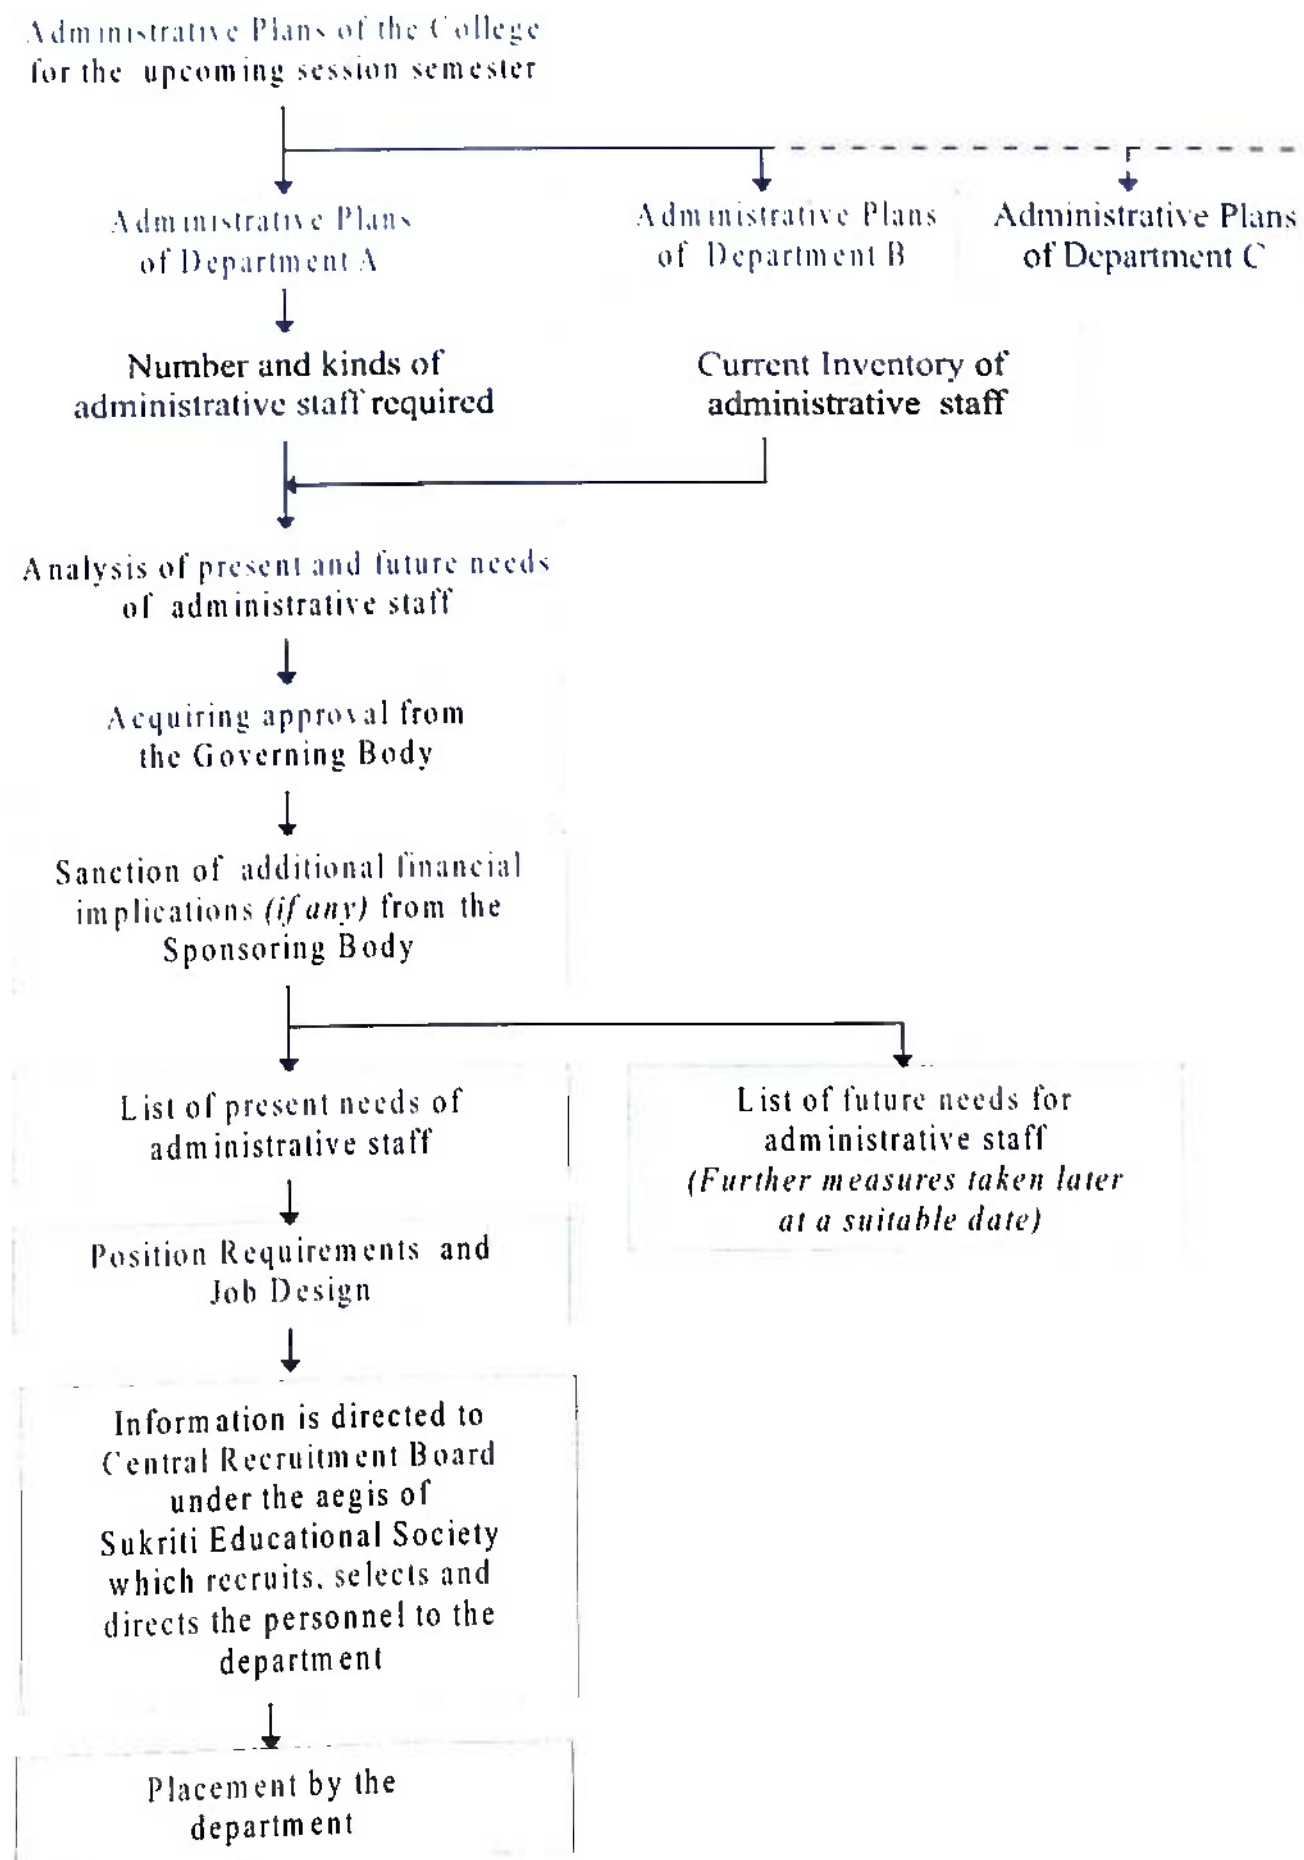 Administrative Plans of the College
for the upcoming session semester
Administrative Plans
of Department A
Administrative Plans
of Department B
Administrative Plans
of Department C
Number and kinds of
administrative staff required
Current Inventory of
administrative staff
Analysis of present and future needs
of administrative staff
Acquiring approval from
the Governing Body
Sanction of additional financial
implications (if any) from the
Sponsoring Body
List of present needs of
administrative staff
List of future needs for
administrative staff
(Further measures taken later
at a suitable date)
Position Requirements and
Job Design
Information is directed to
Central Recruitment Board
under the aegis of
Sukriti Educational Society
which recruits, selects and
directs the personnel to the
department
Placement by the
department